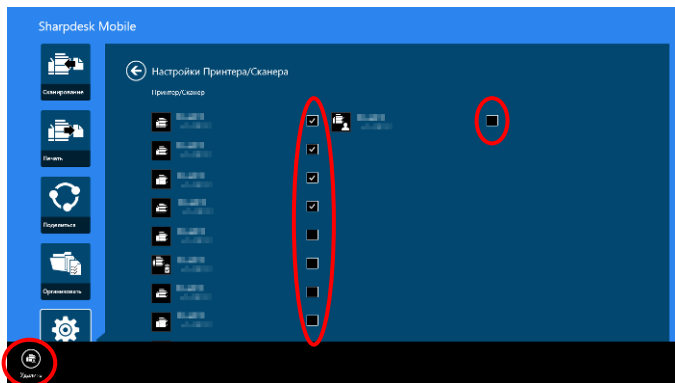 Sharpdesk Mobile
Настройки Принтера/Сканера
Принтер/Сканер
Сканирование
Печать
Поделиться
Организовать
Удалить